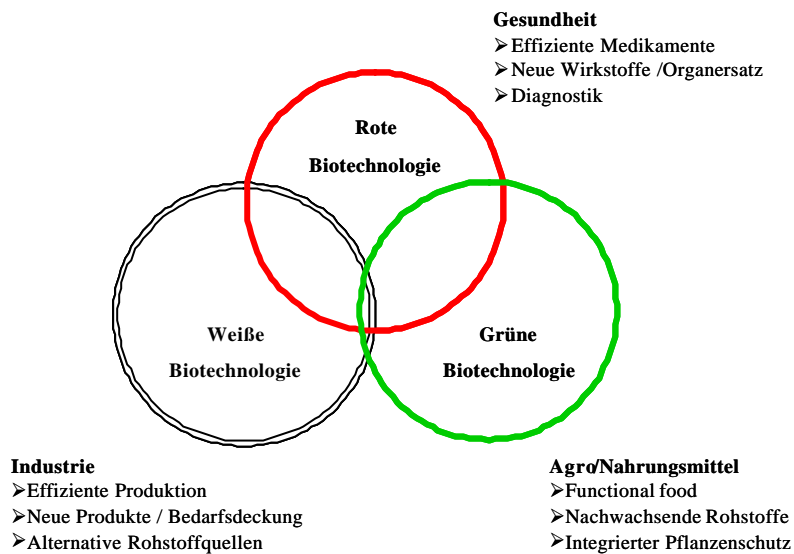 Gesundheit
➢Effiziente Medikamente
➢Neue Wirkstoffe /Organersatz
➢Diagnostik
Rote
Biotechnologie
Weiße
Biotechnologie
Grüne
Biotechnologie
Industrie
➢Effiziente Produktion
➢Neue Produkte / Bedarfsdeckung
➢Alternative Rohstoffquellen
Agro/Nahrungsmittel
➢Functional food
➢Nachwachsende Rohstoffe
➢Integrierter Pflanzenschutz